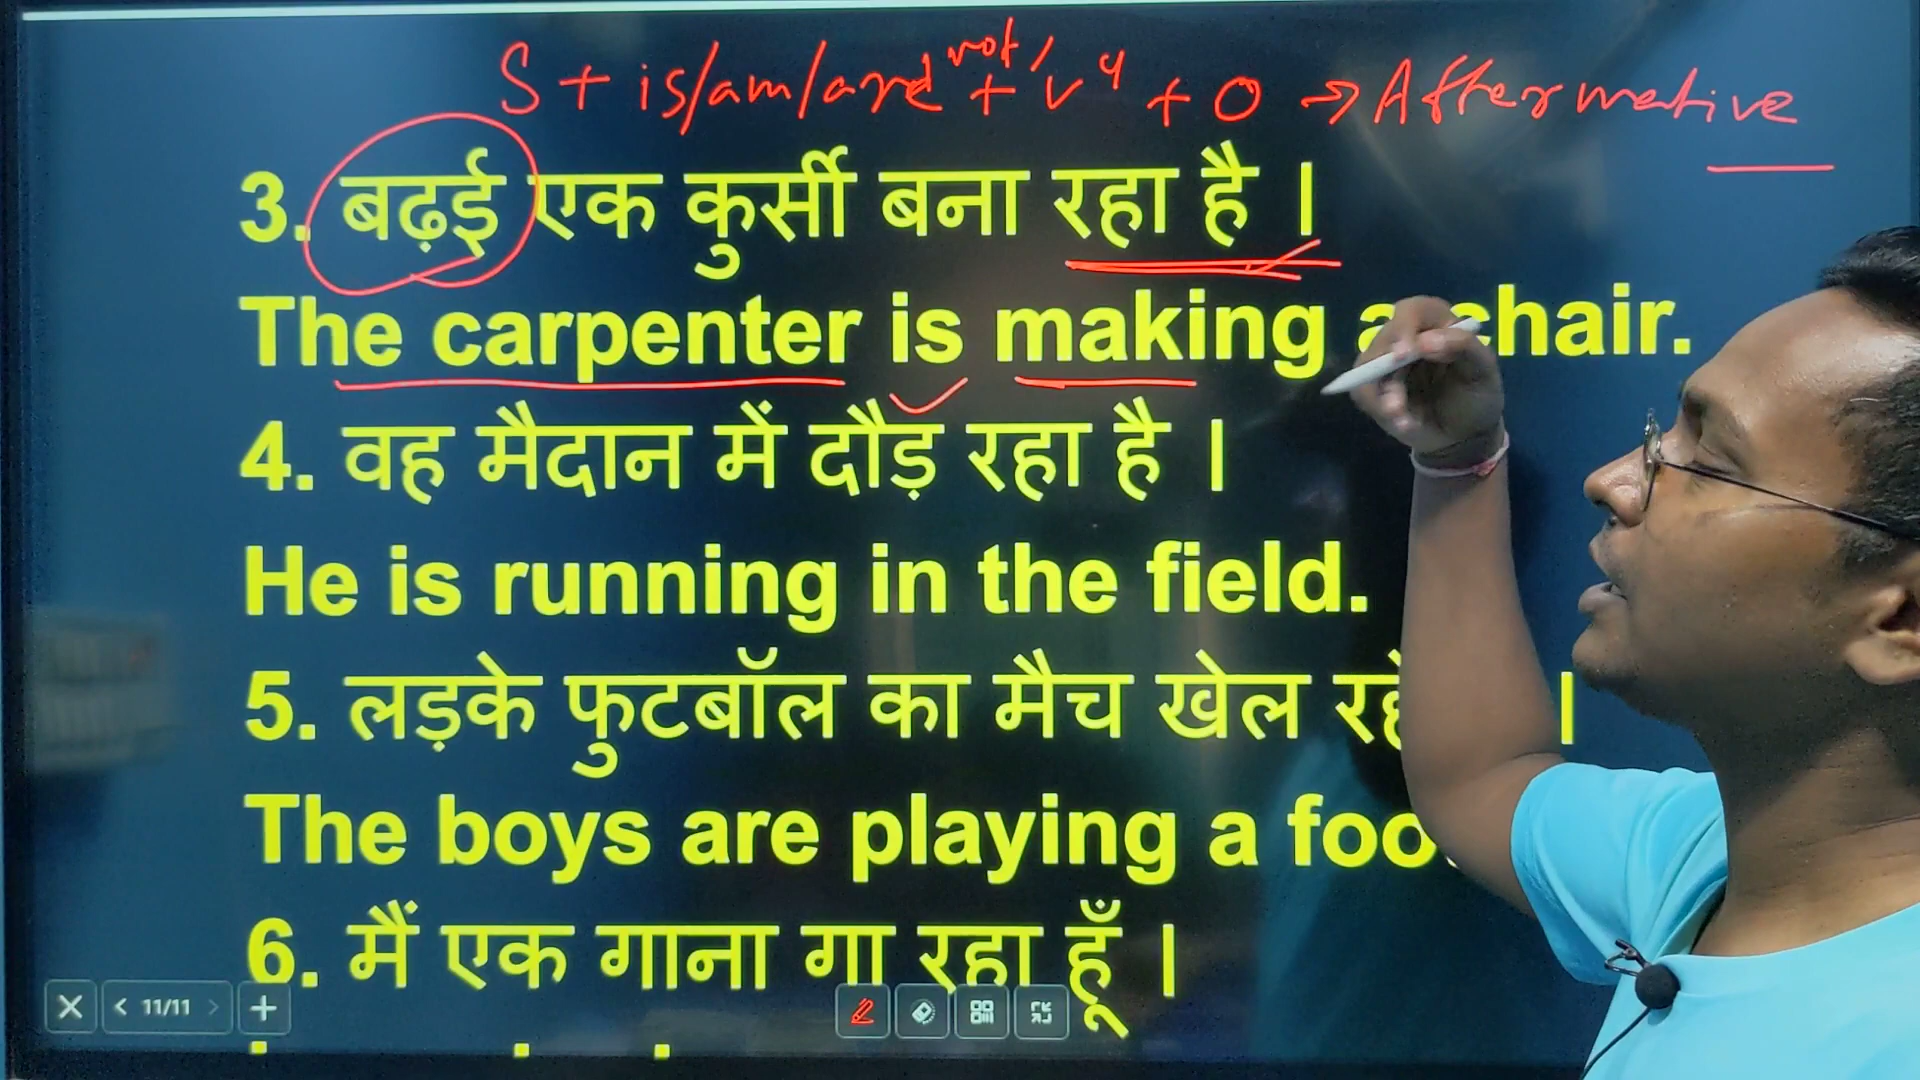 S + is/am/are + not/ v4 + O → Affermative
3. बढ़ई एक कुर्सी बना रहा है ।
The carpenter is making a chair.
4. वह मैदान में दौड़ रहा है ।
He is running in the field.
5. लड़के फुटबॉल का मैच खेल रहे ।
The boys are playing a foo
6. मैं एक गाना गा रहा हूँ ।
11/11